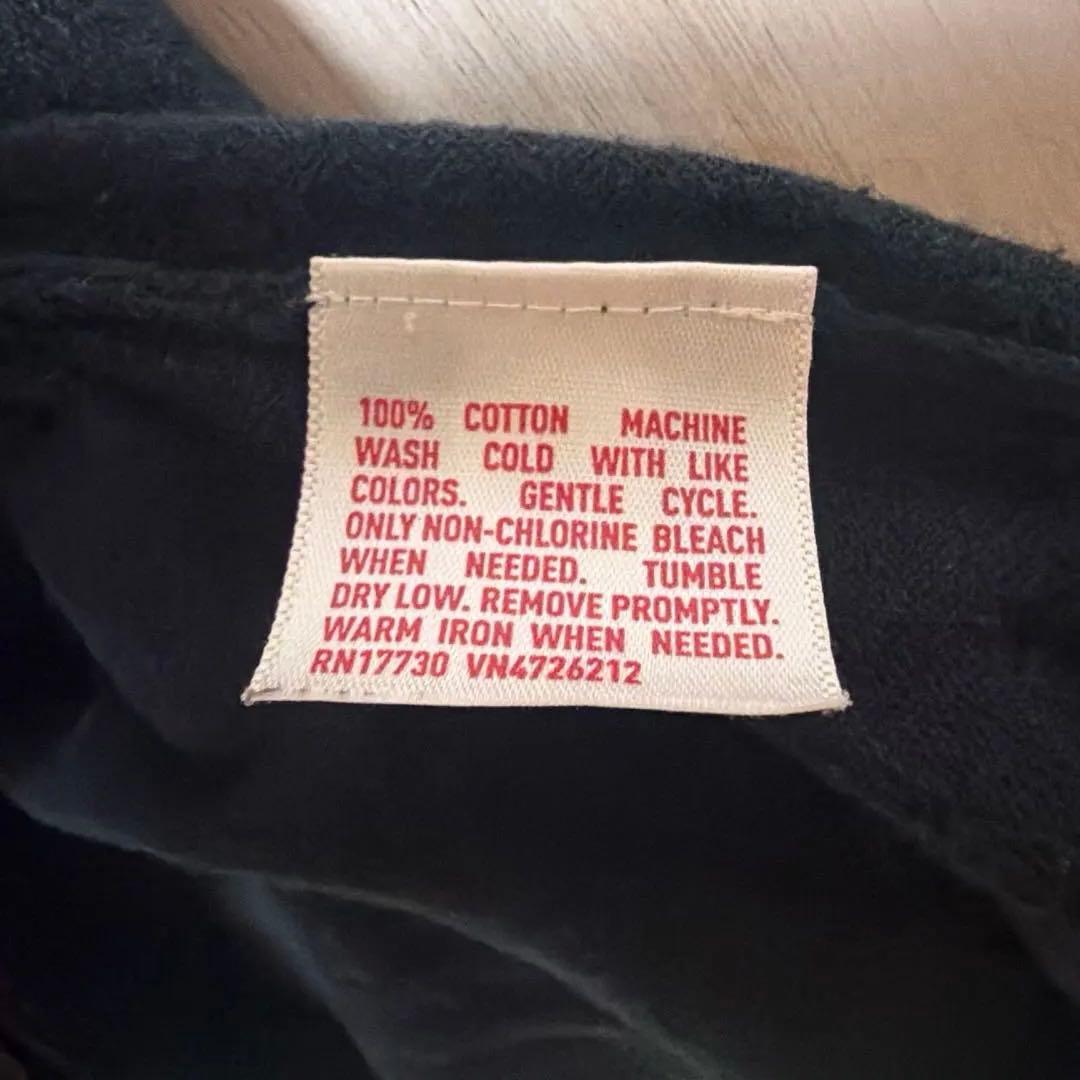 100% COTTON MACHINE
WASH COLD WITH LIKE
COLORS. GENTLE CYCLE.
ONLY NON-CHLORINE BLEACH
WHEN NEEDED. TUMBLE
DRY LOW. REMOVE PROMPTLY.
WARM IRON WHEN NEEDED.
RN17730 VN4726212